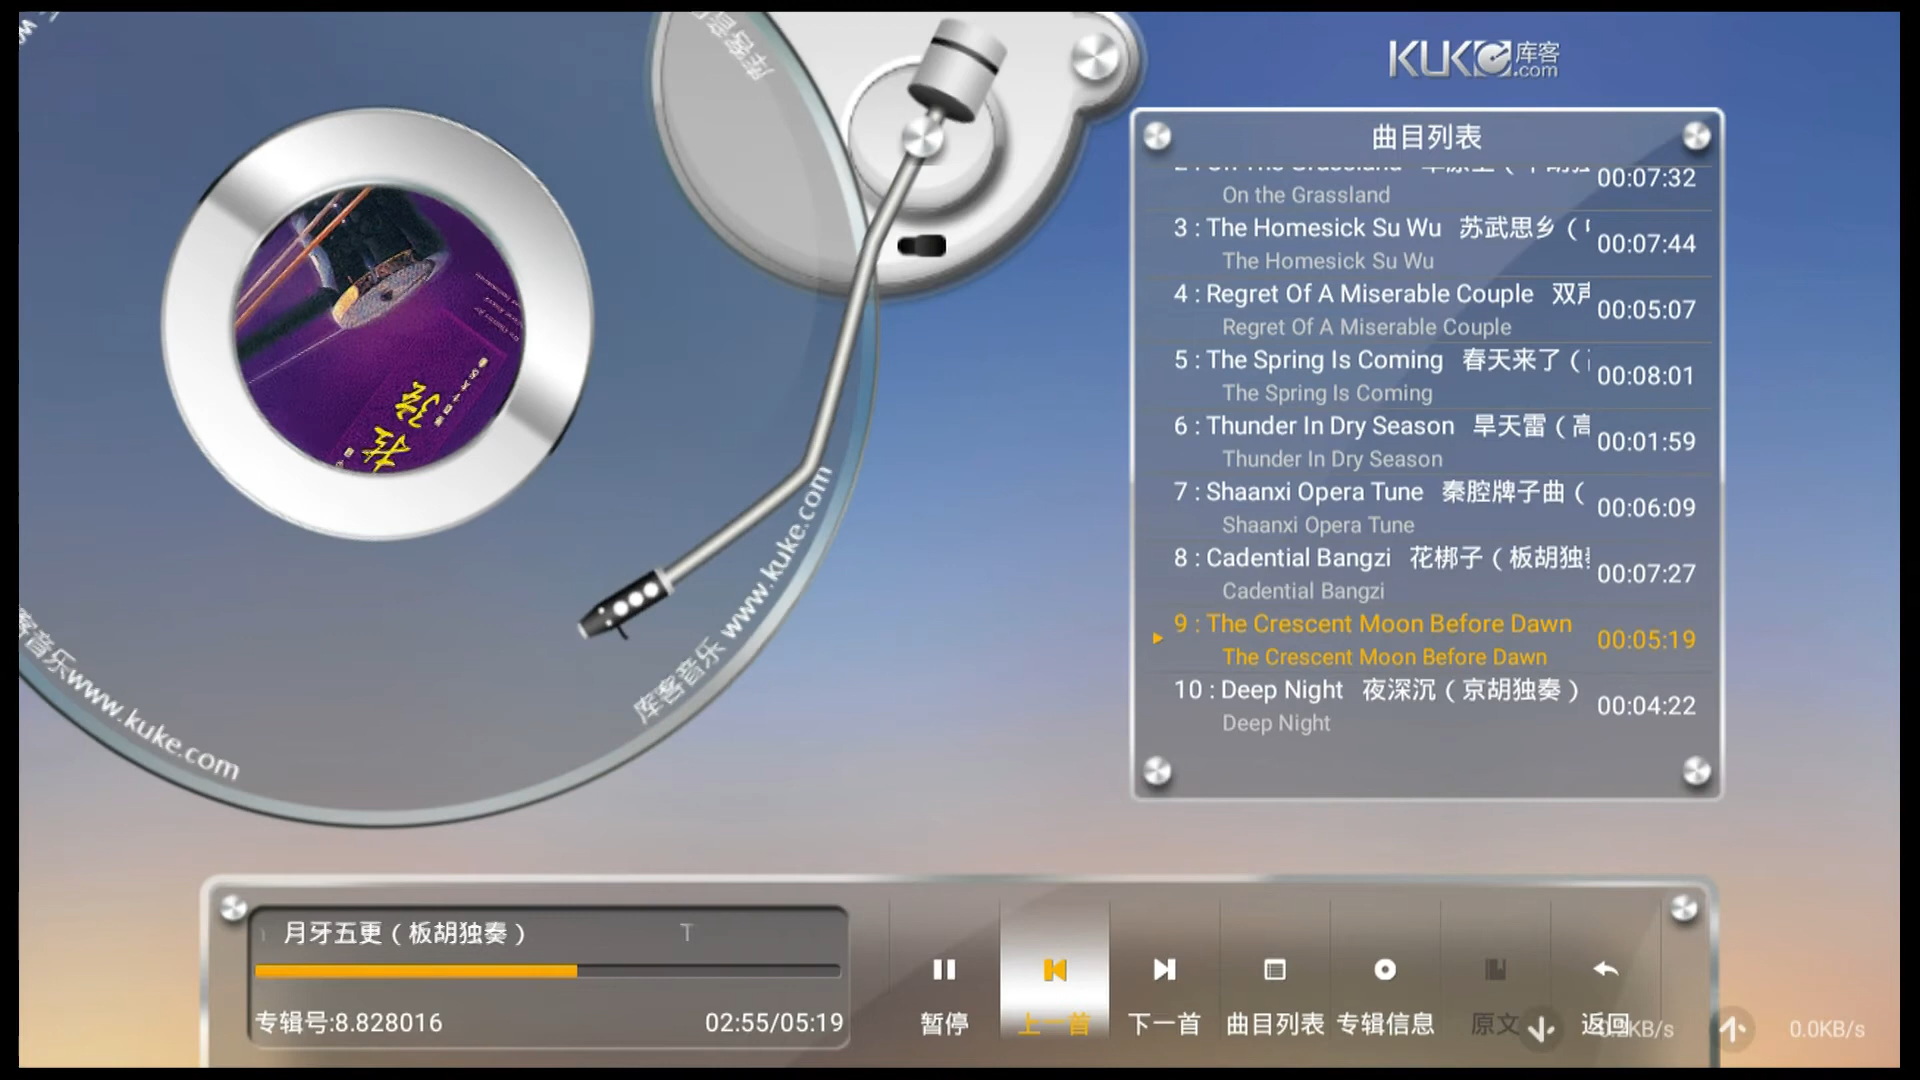 KUKE库客
.com
曲目列表
On the Grassland
00:07:32
3 : The Homesick Su Wu 苏武思乡（
The Homesick Su Wu
00:07:44
4 : Regret Of A Miserable Couple 双声
Regret Of A Miserable Couple
00:05:07
5 : The Spring Is Coming 春天来了（
The Spring Is Coming
00:08:01
6 : Thunder In Dry Season 旱天雷（高
Thunder In Dry Season
00:01:59
7 : Shaanxi Opera Tune 秦腔牌子曲（
Shaanxi Opera Tune
00:06:09
8 : Cadential Bangzi 花梆子（板胡独
Cadential Bangzi
00:07:27
9 : The Crescent Moon Before Dawn
The Crescent Moon Before Dawn
00:05:19
10 : Deep Night 夜深沉（京胡独奏）
Deep Night
00:04:22
库客音乐www.kuke.com
库客音乐 www.kuke.com
月牙五更（板胡独奏） T
专辑号:8.828016
02:55/05:19
暂停
上一首
下一首
曲目列表
专辑信息
原文
返回
KB/s
0.0KB/s